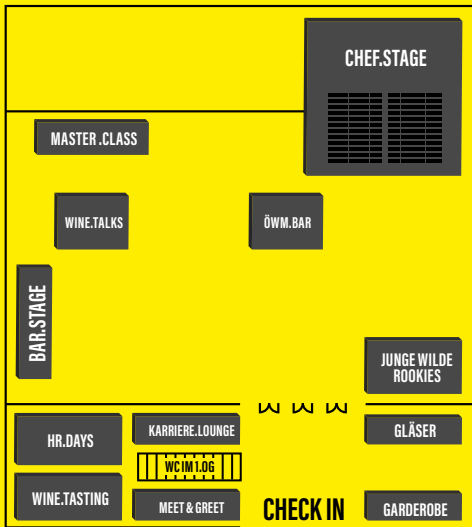 CHEF.STAGE
MASTER.CLASS
WINE.TALKS
ÖWM.BAR
BAR.STAGE
JUNGE WILDE
ROOKIES
HR.DAYS
KARRIERE.LOUNGE
GLÄSER
WC IM 1.OG
WINE.TASTING
MEET & GREET
CHECK IN
GARDEROBE